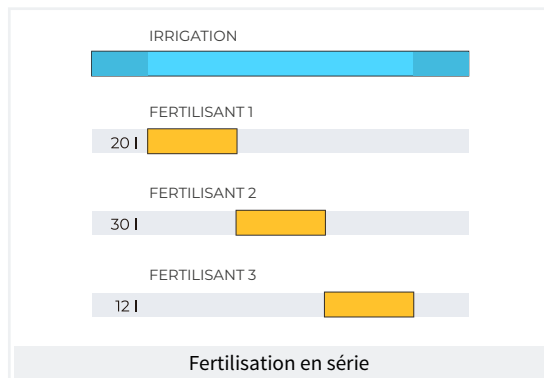 IRRIGATION
FERTILISANT 1
20 l
FERTILISANT 2
30 l
FERTILISANT 3
12 l
Fertilisation en série